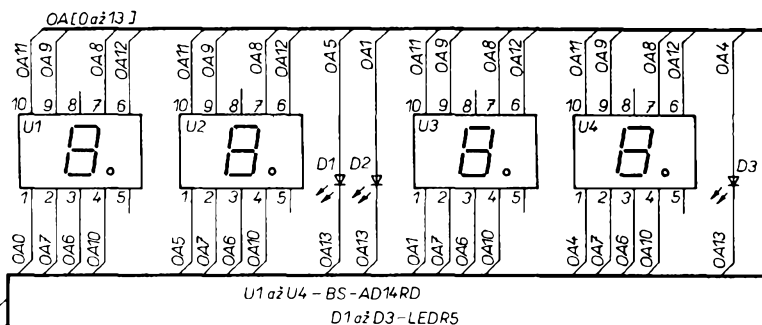 OA[0až13]
OA11 OA9 OA8 OA12 OA11 OA9 OA8 OA12 OA5 OA1 OA11 OA9 OA8 OA12 OA11 OA9 OA8 OA12 OA4
10 9 8 7 6 10 9 8 7 6 10 9 8 7 6 10 9 8 7 6
U1 U2 U3 U4
8. 8. 8. 8.
D1 D2 D3
1 2 3 4 5 1 2 3 4 5 1 2 3 4 5 1 2 3 4 5
OA0 OA7 OA6 OA10 OA5 OA7 OA6 OA10 OA13 OA13 OA1 OA7 OA6 OA10 OA4 OA7 OA6 OA10 OA13
U1 až U4 - BS - AD14RD
D1 až D3 - LEDR5